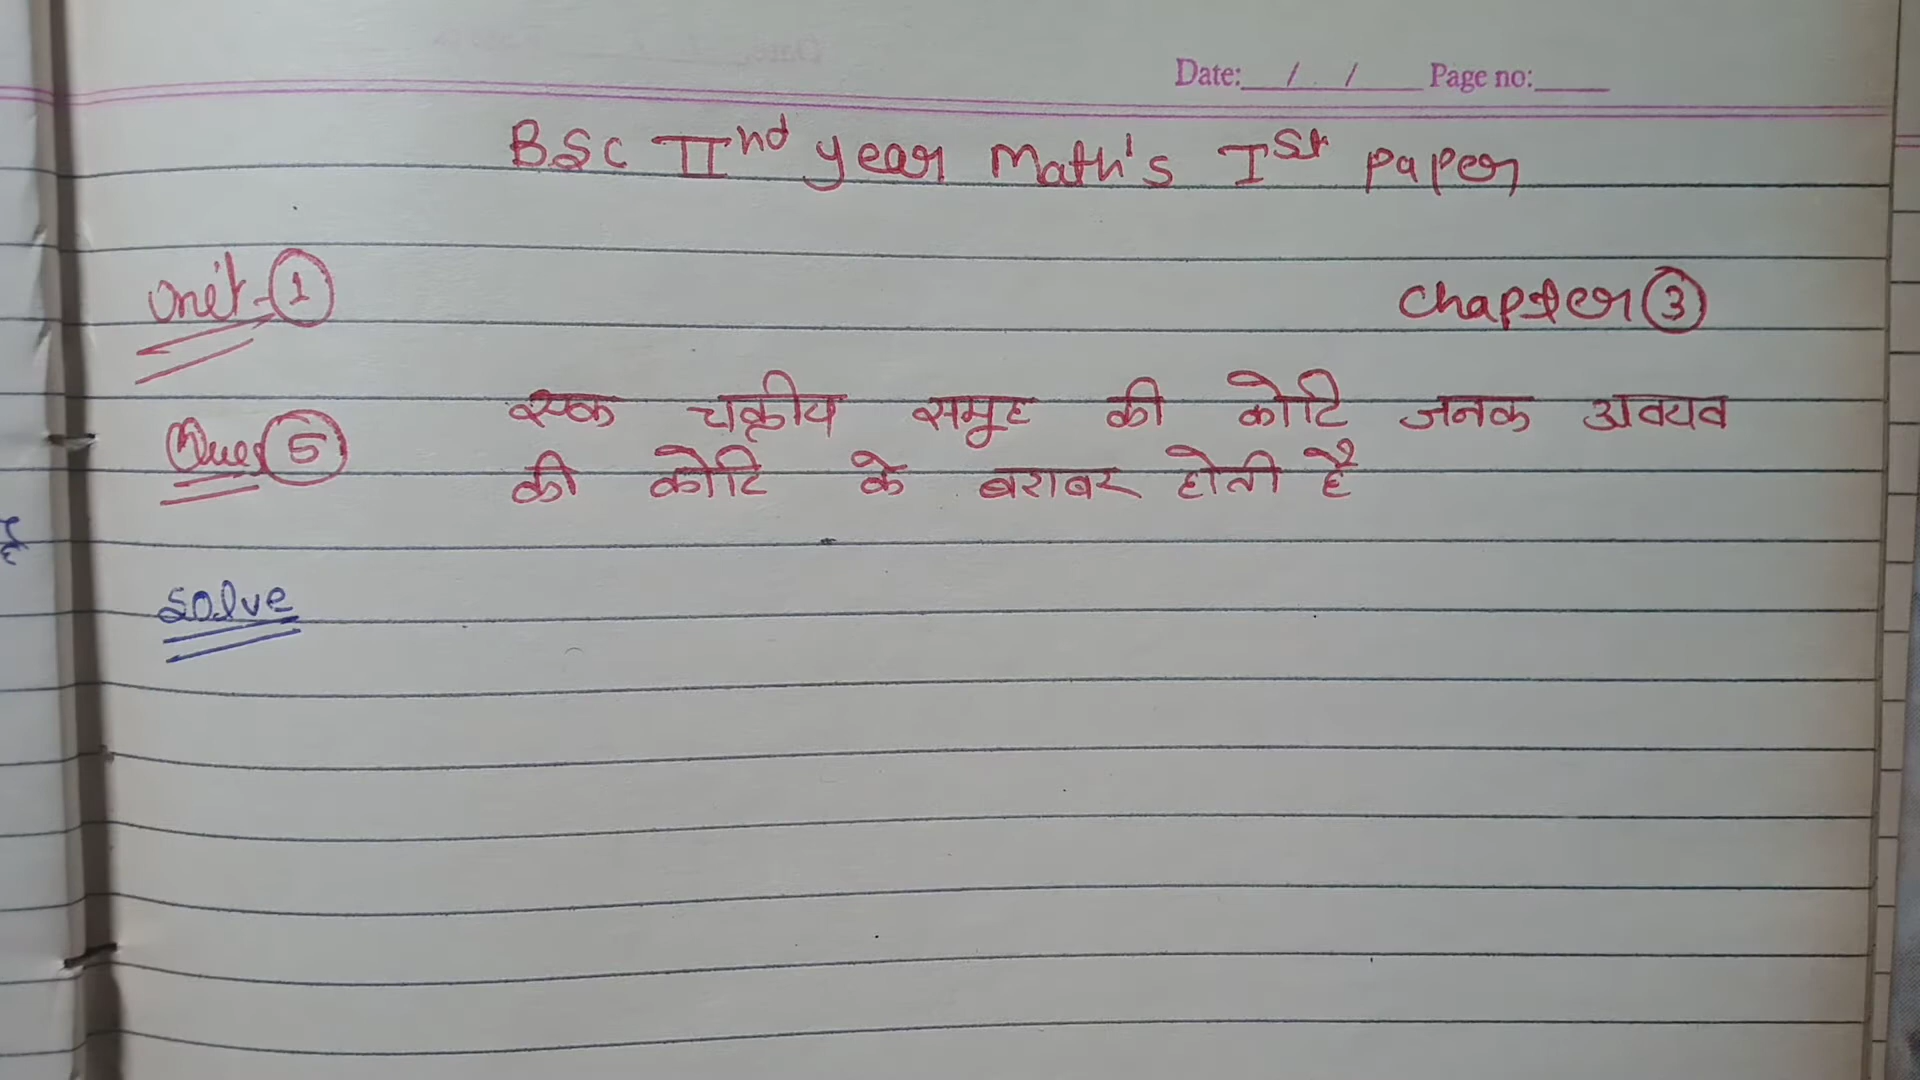 Date: / / Page no:
BSc IInd year Math's Ist paper
Unit-1 Chapter 3
Que 5 एक चक्रीय समूह की कोटि जनक अवयव
की कोटि के बराबर होती है
solve